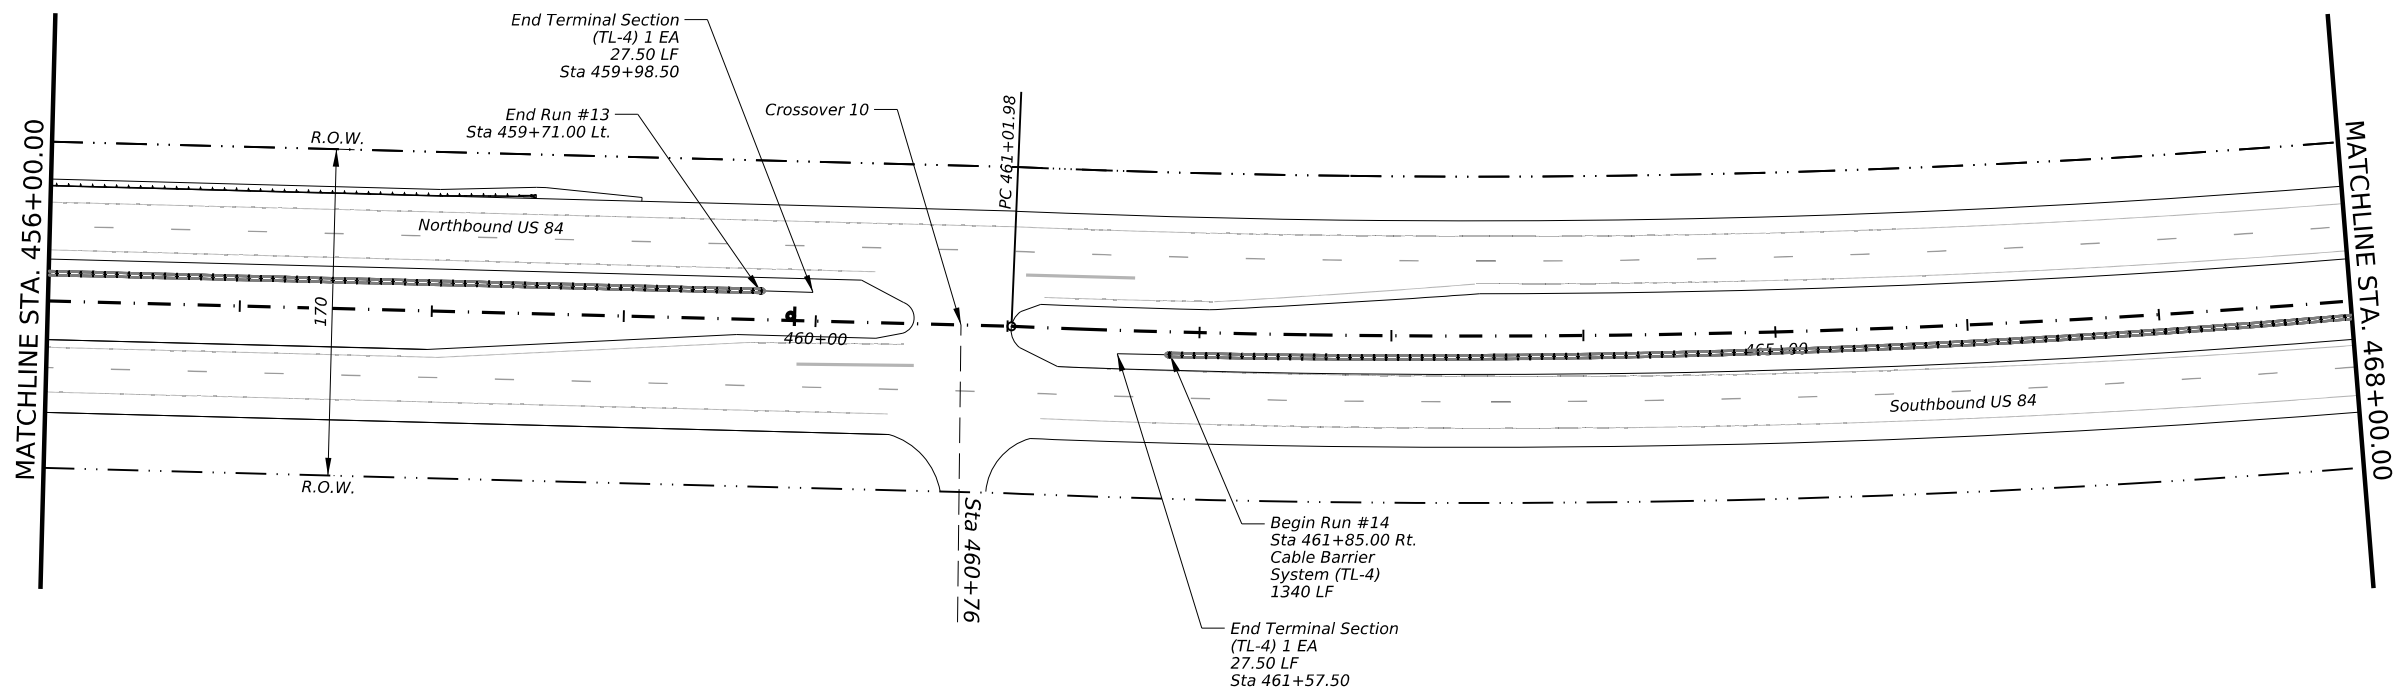 End Terminal Section
(TL-4) 1 EA
27.50 LF
Sta 459+98.50
End Run #13
Sta 459+71.00 Lt.
Crossover 10
PC 461+01.98
MATCHLINE STA. 456+00.00
MATCHLINE STA. 468+00.00
R.O.W.
Northbound US 84
170
460+00
465+00
Southbound US 84
R.O.W.
Sta 460+76
Begin Run #14
Sta 461+85.00 Rt.
Cable Barrier
System (TL-4)
1340 LF
End Terminal Section
(TL-4) 1 EA
27.50 LF
Sta 461+57.50